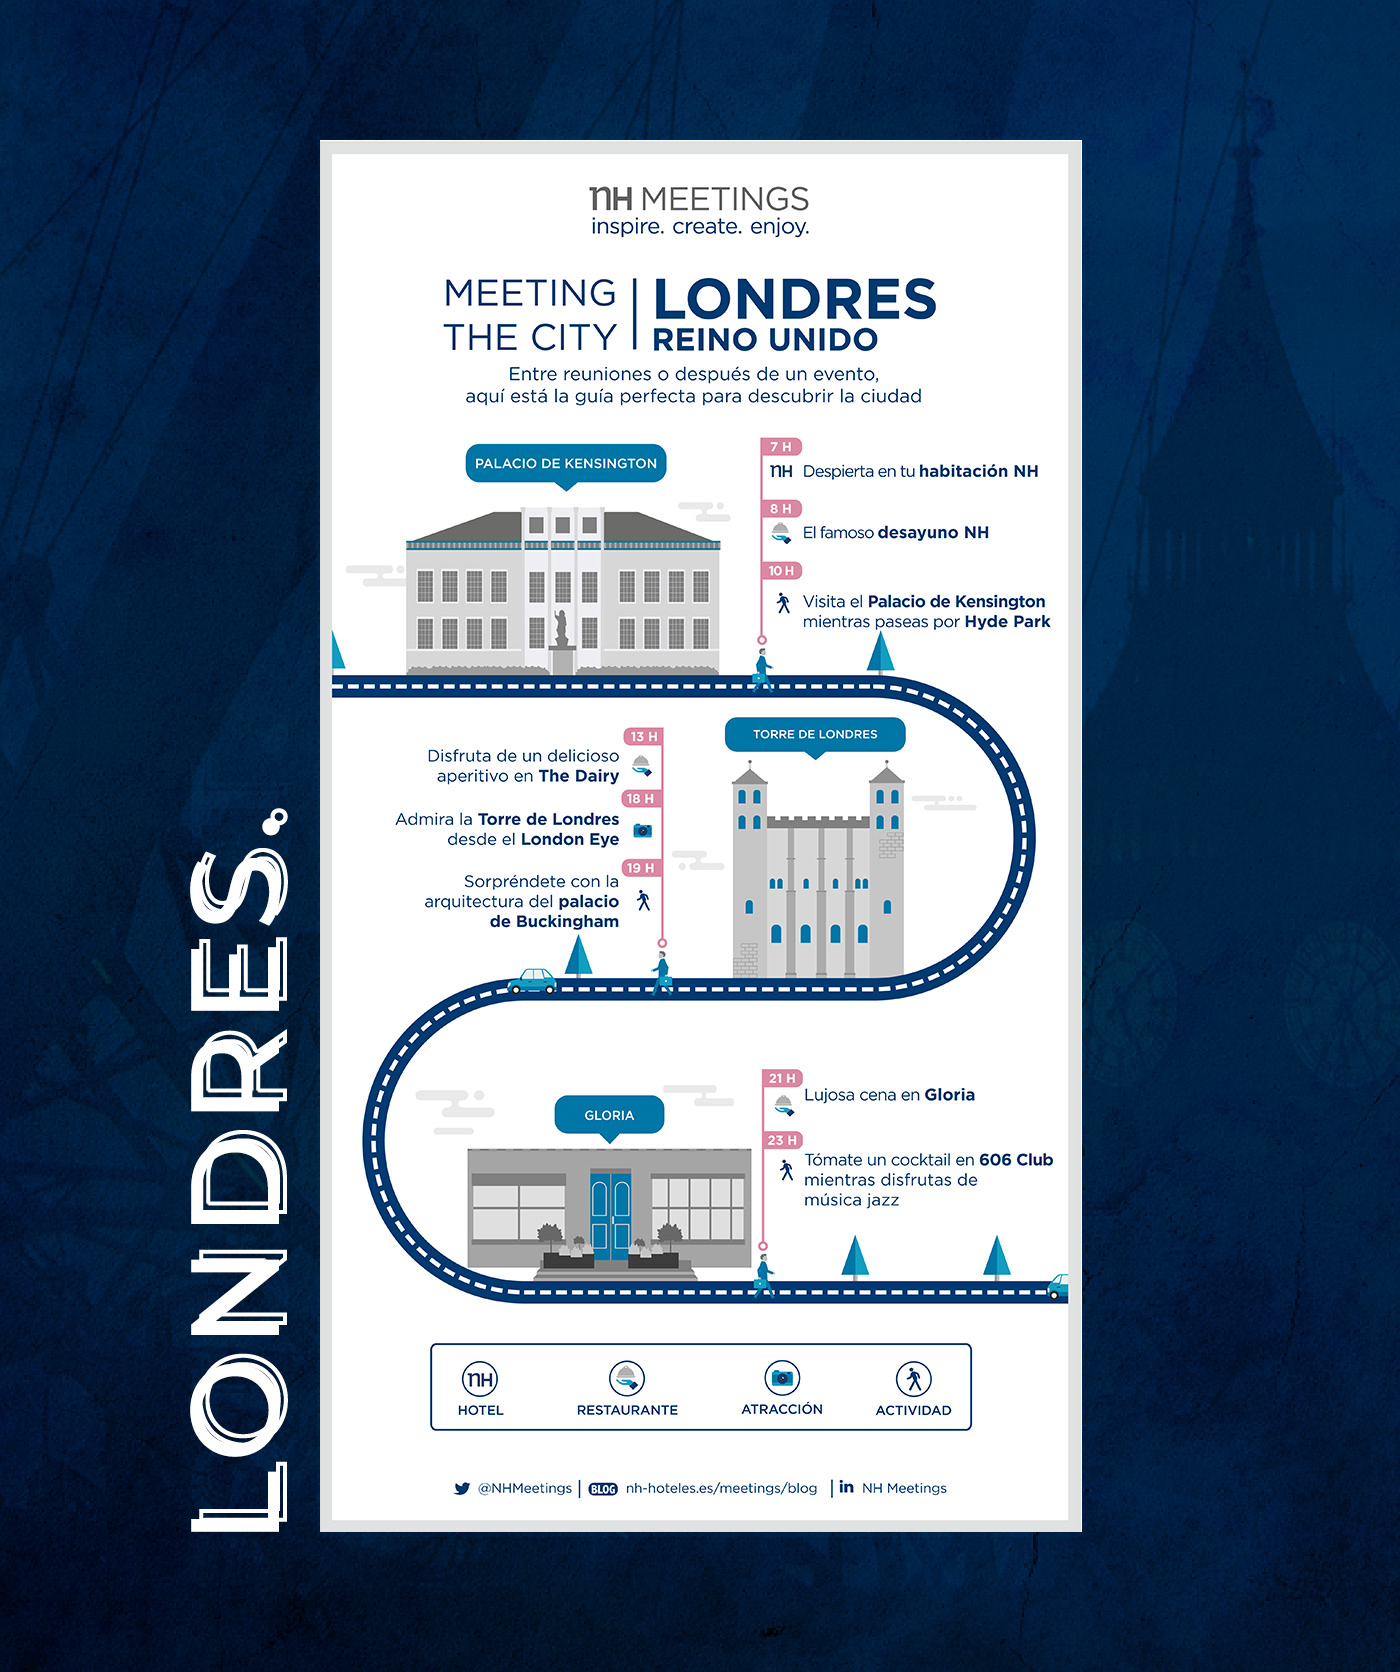 nH MEETINGS
inspire. create. enjoy.
MEETING
THE CITY
LONDRES
REINO UNIDO
Entre reuniones o después de un evento,
aquí está la guía perfecta para descubrir la ciudad
PALACIO DE KENSINGTON
7 H
nH Despierta en tu habitación NH
8 H
El famoso desayuno NH
10 H
Visita el Palacio de Kensington
mientras paseas por Hyde Park
13 H
Disfruta de un delicioso
aperitivo en The Dairy
18 H
Admira la Torre de Londres
desde el London Eye
19 H
Sorpréndete con la
arquitectura del palacio
de Buckingham
TORRE DE LONDRES
GLORIA
21 H
Lujosa cena en Gloria
23 H
Tómate un cocktail en 606 Club
mientras disfrutas de
música jazz
nH
HOTEL
RESTAURANTE
ATRACCIÓN
ACTIVIDAD
@NHMeetings | BLOG nh-hoteles.es/meetings/blog | in NH Meetings
LONDRES.